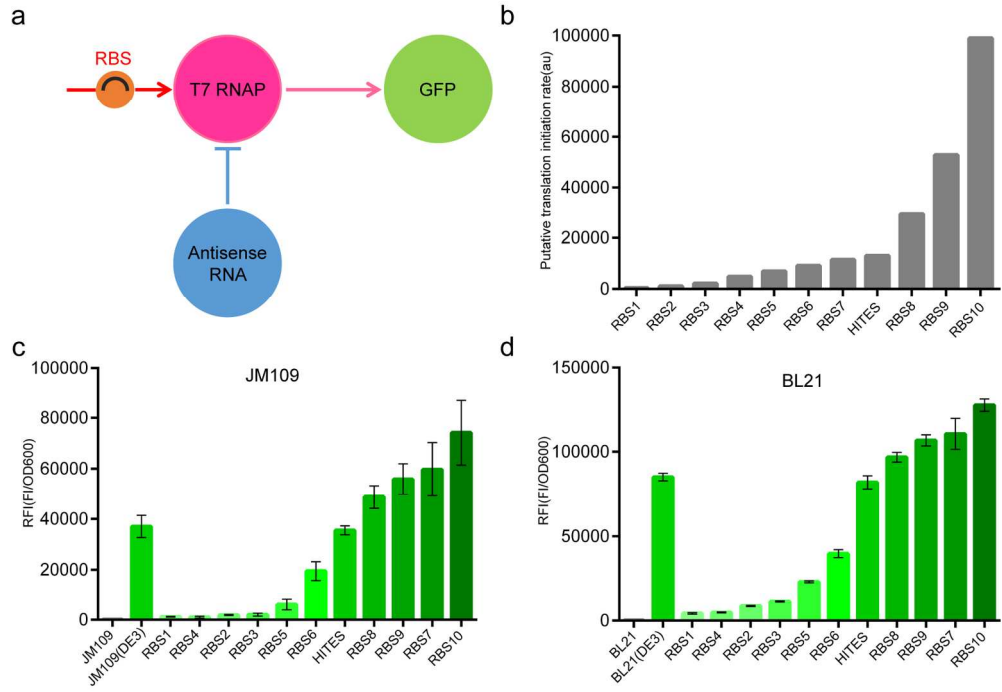 a
RBS
T7 RNAP
GFP
Antisense
RNA
b
Putative translation initiation rate(au)
100000
80000
60000
40000
20000
0
RBS1
RBS2
RBS3
RBS4
RBS5
RBS6
RBS7
HITES
RBS8
RBS9
RBS10
c
JM109
RFI(FI/OD600)
100000
80000
60000
40000
20000
0
JM109
JM109(DE3)
RBS1
RBS4
RBS2
RBS3
RBS5
RBS6
HITES
RBS8
RBS9
RBS7
RBS10
d
BL21
RFI(FI/OD600)
150000
100000
50000
0
BL21
BL21(DE3)
RBS1
RBS4
RBS2
RBS3
RBS5
RBS6
HITES
RBS8
RBS9
RBS7
RBS10